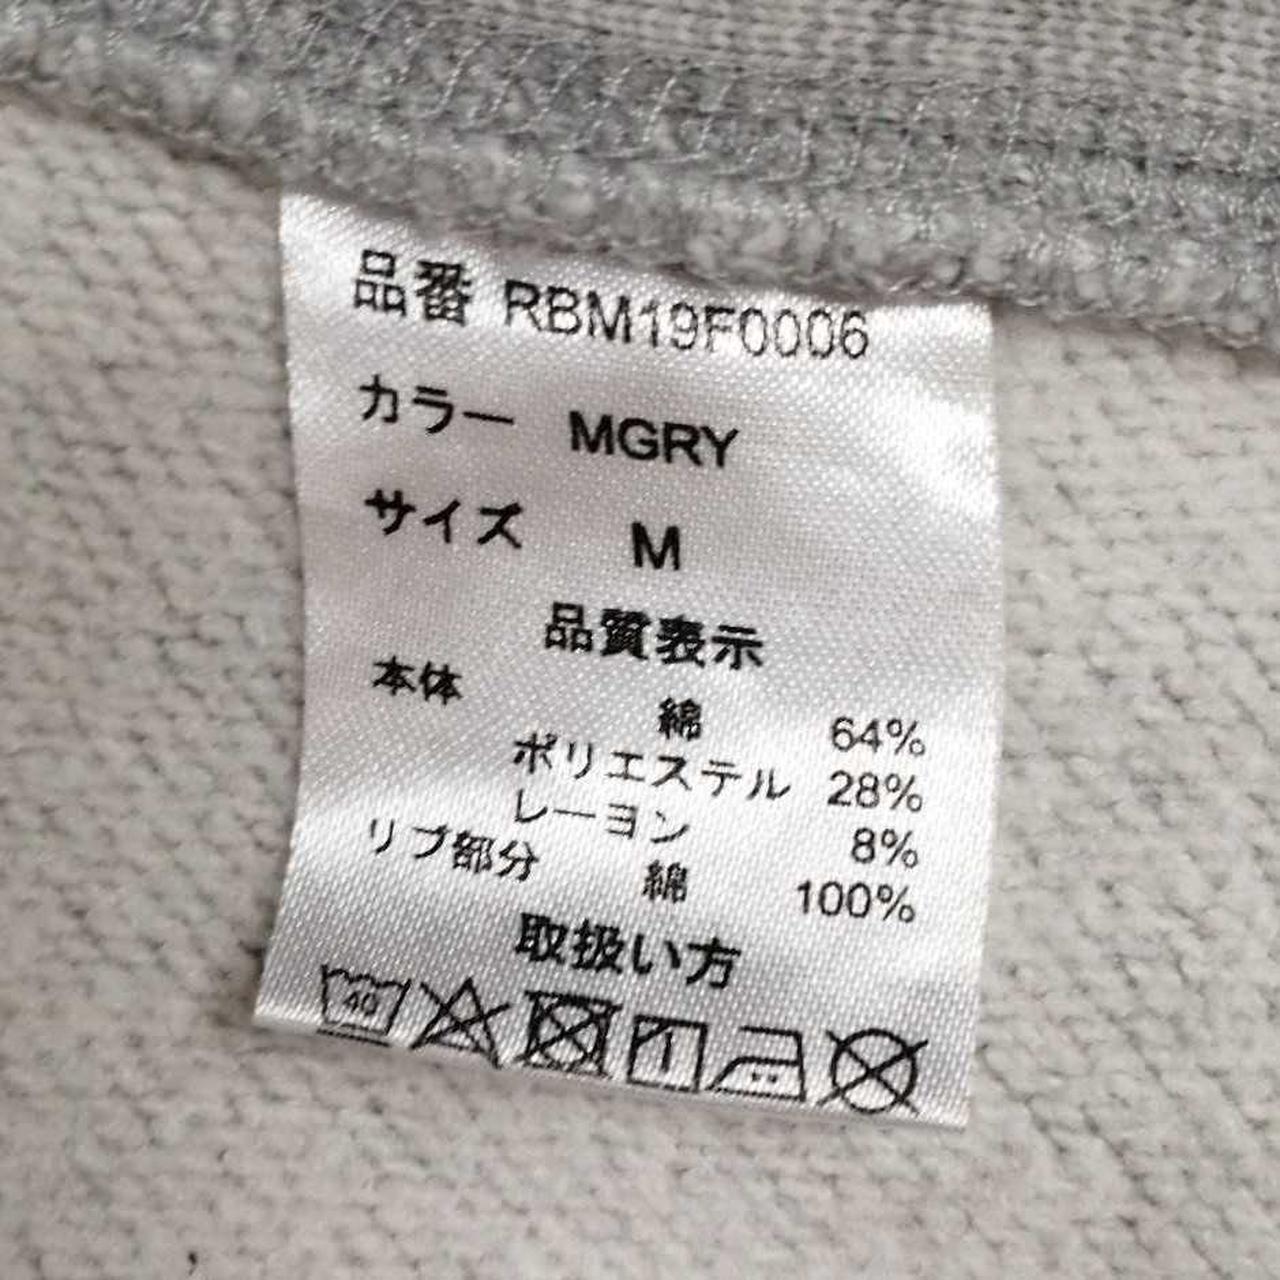 品番 RBM19F0006
カラー MGRY
サイズ M
品質表示
本体 綿 64%
ポリエステル 28%
レーヨン 8%
リブ部分 綿 100%
取扱い方
40